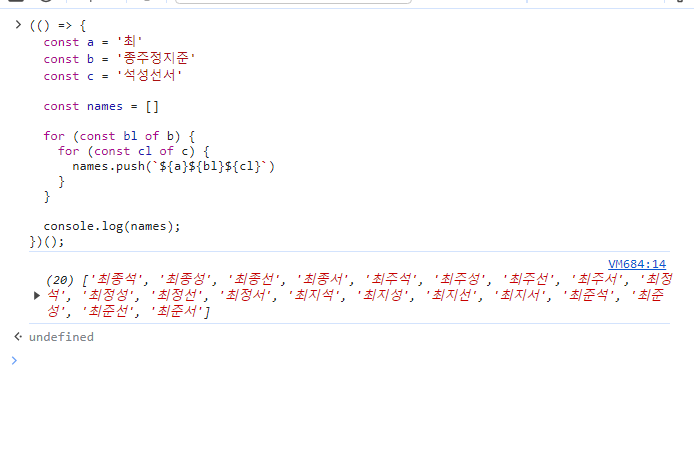 (() => {
const a = '최'
const b = '종주정지준'
const c = '석성선서'
const names = []
for (const bl of b) {
for (const cl of c) {
names.push(`${a}${bl}${cl}`)
}
}
console.log(names);
})();
VM684:14
(20) ['최종석', '최종성', '최종선', '최종서', '최주석', '최주성', '최주선', '최주서', '최정
석', '최정성', '최정선', '최정서', '최지석', '최지성', '최지선', '최지서', '최준석', '최준
성', '최준선', '최준서']
undefined